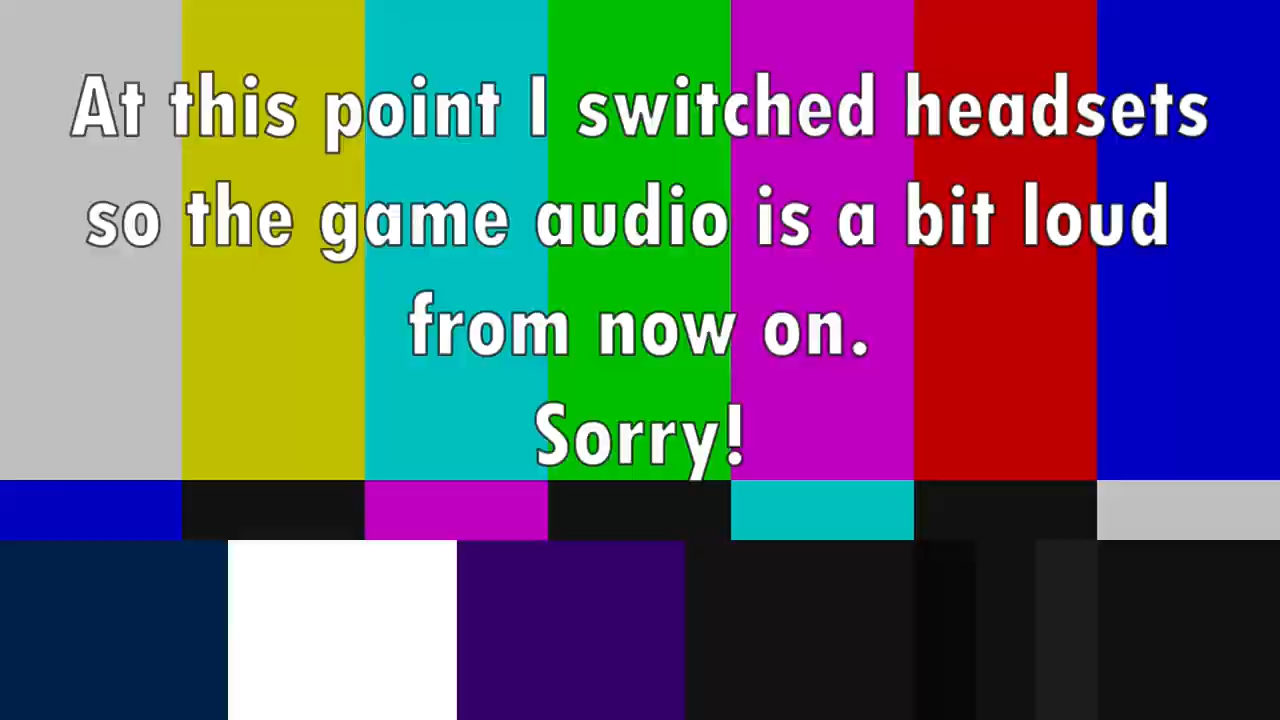 At this point I switched headsets
so the game audio is a bit loud
from now on.
Sorry!